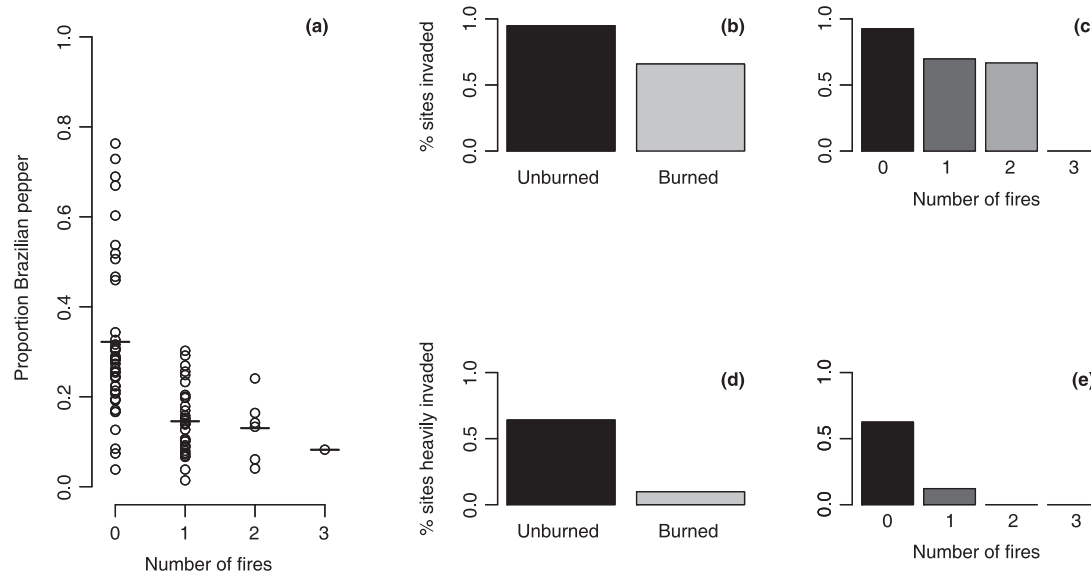 (a)
Proportion Brazilian pepper
1.0
0.8
0.6
0.4
0.2
0.0
0 1 2 3
Number of fires
(b)
% sites invaded
1.0
0.5
0.0
Unburned Burned
(c
1.0
0.5
0.0
0 1 2 3
Number of fires
(d)
% sites heavily invaded
1.0
0.5
0.0
Unburned Burned
(e)
1.0
0.5
0.0
0 1 2 3
Number of fires